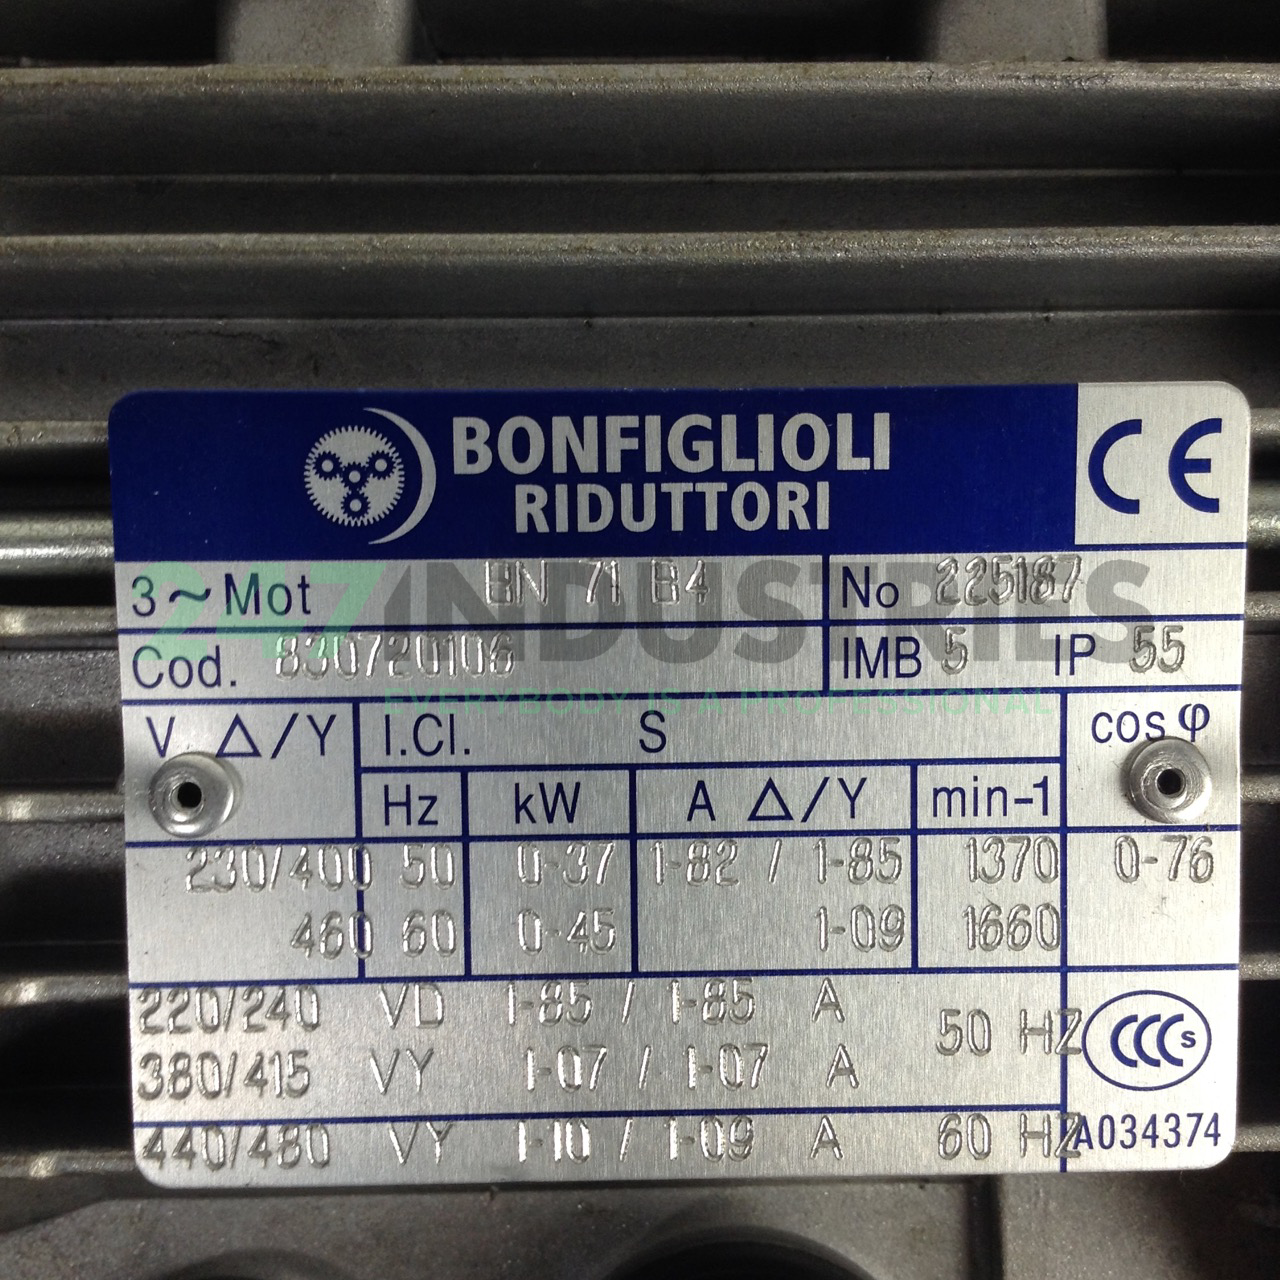 BONFIGLIOLI
RIDUTTORI
CE
3~Mot BN 71 B4 No 225187
Cod. 830720106 IMB 5 IP 55
247 INDUSTRIES
EVERYBODY IS A PROFESSIONAL
V Δ/Y I.Cl. S cos φ
Hz kW A Δ/Y min-1
230/400 50 0-37 1-82 / 1-85 1370 0-76
460 60 0-45 1-09 1660
220/240 VD 1-85 / 1-85 A 50 HZ
380/415 VY 1-07 / 1-07 A
CCC S
440/480 VY 1-10 / 1-09 A 60 HZ A034374